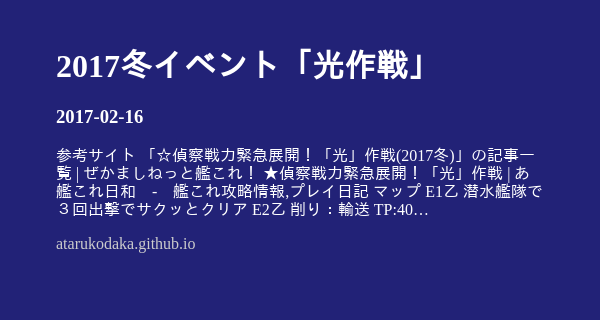 2017冬イベント「光作戦」
2017-02-16
参考サイト 「☆偵察戦力緊急展開！「光」作戦(2017冬)」の記事一
覧 | ぜかましねっと艦これ！ ★偵察戦力緊急展開！「光」作戦 | あ
艦これ日和　-　艦これ攻略情報,プレイ日記 マップ E1乙 潜水艦隊で
３回出撃でサクッとクリア E2乙 削り：輸送 TP:40…
atarukodaka.github.io